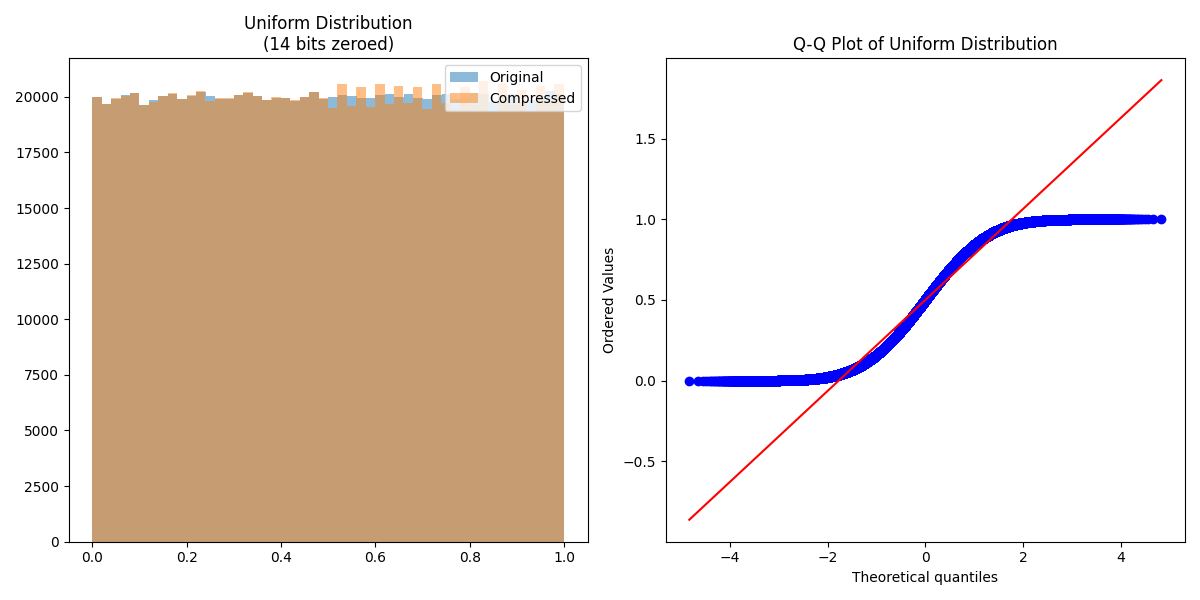 Uniform Distribution
(14 bits zeroed)
Original
Compressed
20000
17500
15000
12500
10000
7500
5000
2500
0
0.0 0.2 0.4 0.6 0.8 1.0
Q-Q Plot of Uniform Distribution
Ordered Values
1.5
1.0
0.5
0.0
−0.5
−4 −2 0 2 4
Theoretical quantiles